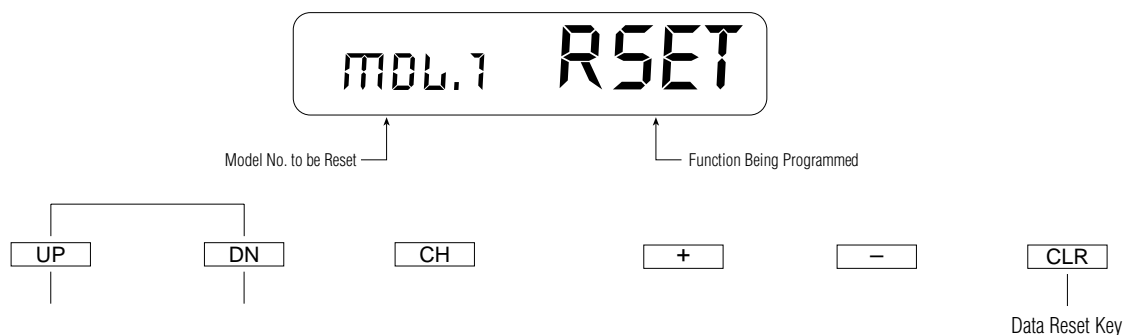 MDL.1 RSET
Model No. to be Reset
Function Being Programmed
UP DN CH + – CLR
Data Reset Key